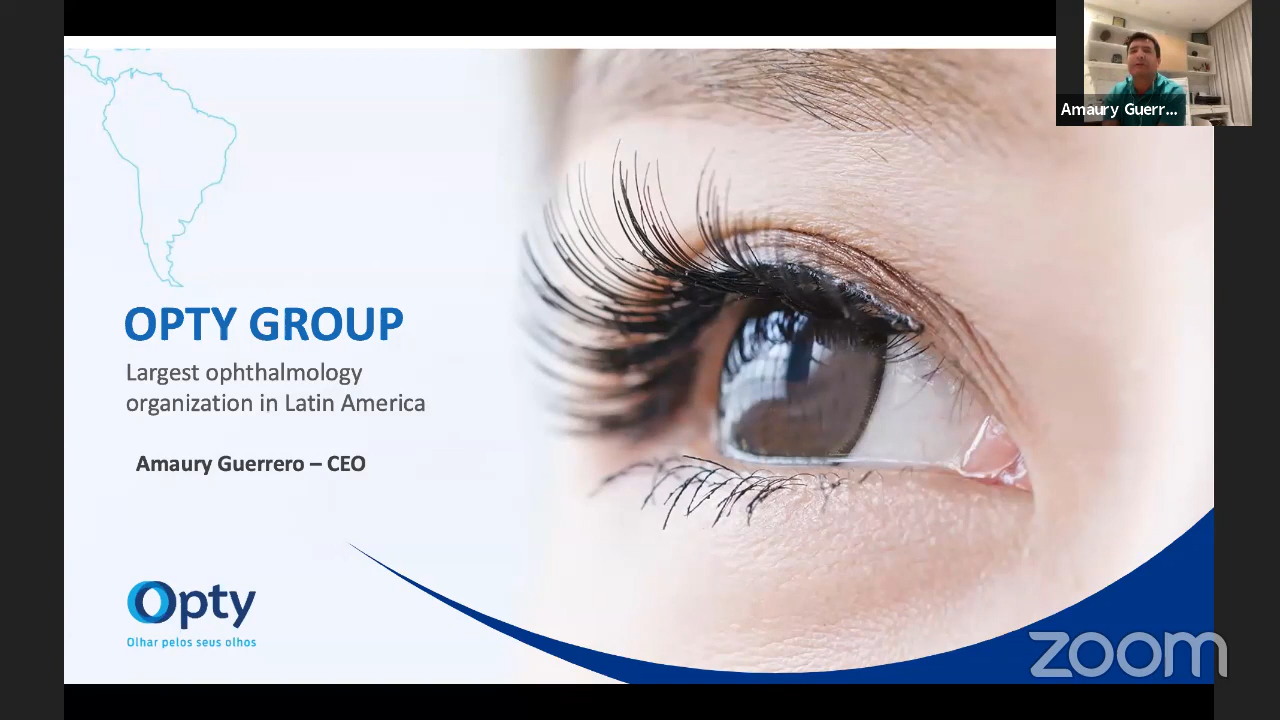 Amaury Guerr...
OPTY GROUP
Largest ophthalmology
organization in Latin America
Amaury Guerrero – CEO
Opty
Olhar pelos seus olhos
zoom